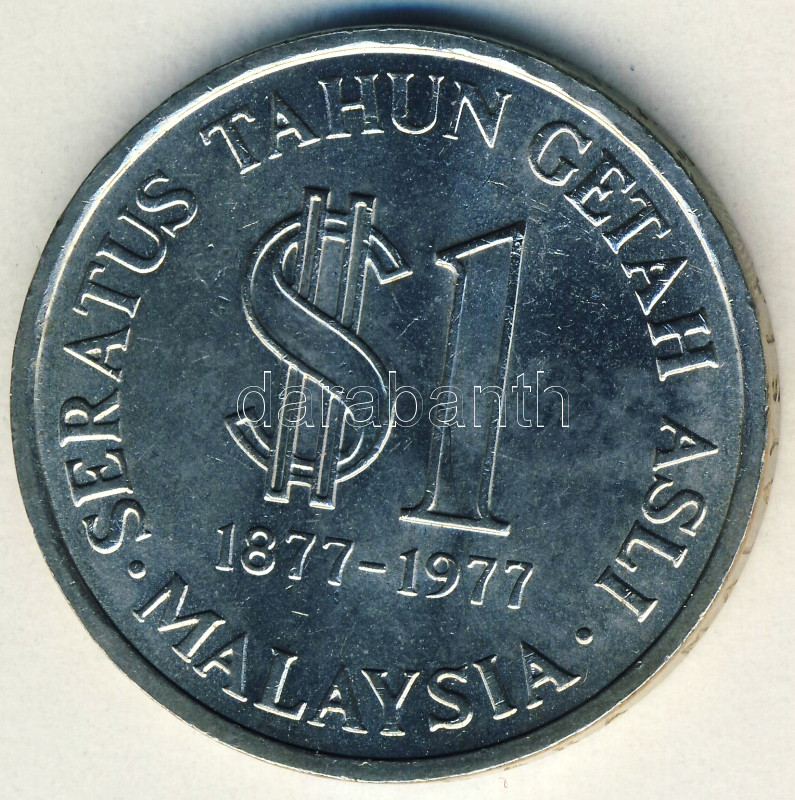 SERATUS TAHUN GETAH ASLI
$1
darabanth
1877-1977
· MALAYSIA ·